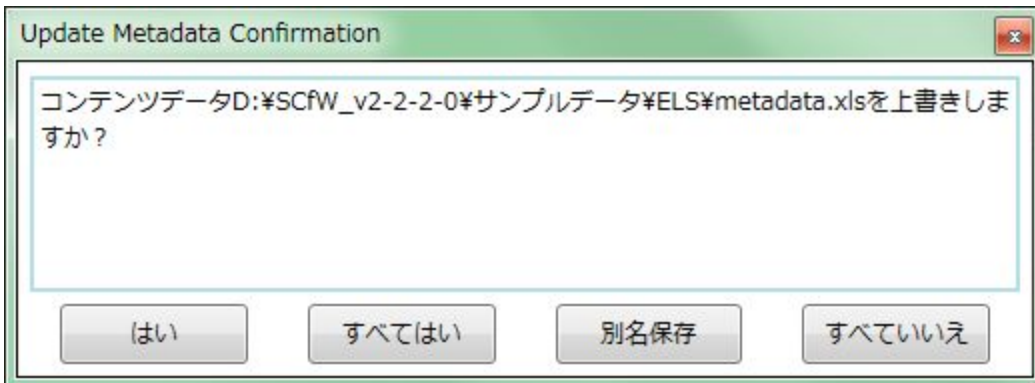 Update Metadata Confirmation
コンテンツデータD:¥SCfW_v2-2-2-0¥サンプルデータ¥ELS¥metadata.xlsを上書きしま
すか？
はい すべてはい 別名保存 すべていいえ